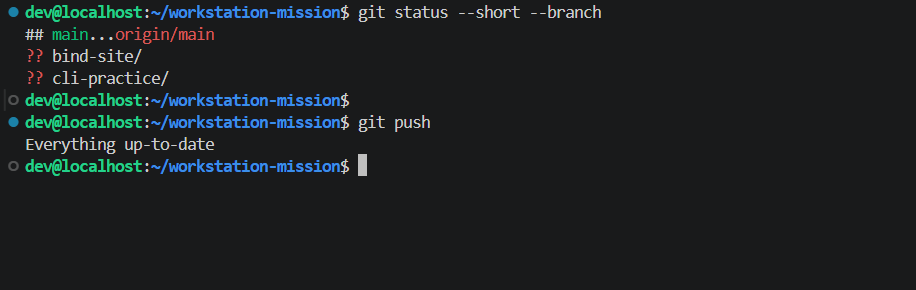 dev@localhost:~/workstation-mission$ git status --short --branch
## main...origin/main
?? bind-site/
?? cli-practice/
dev@localhost:~/workstation-mission$
dev@localhost:~/workstation-mission$ git push
Everything up-to-date
dev@localhost:~/workstation-mission$